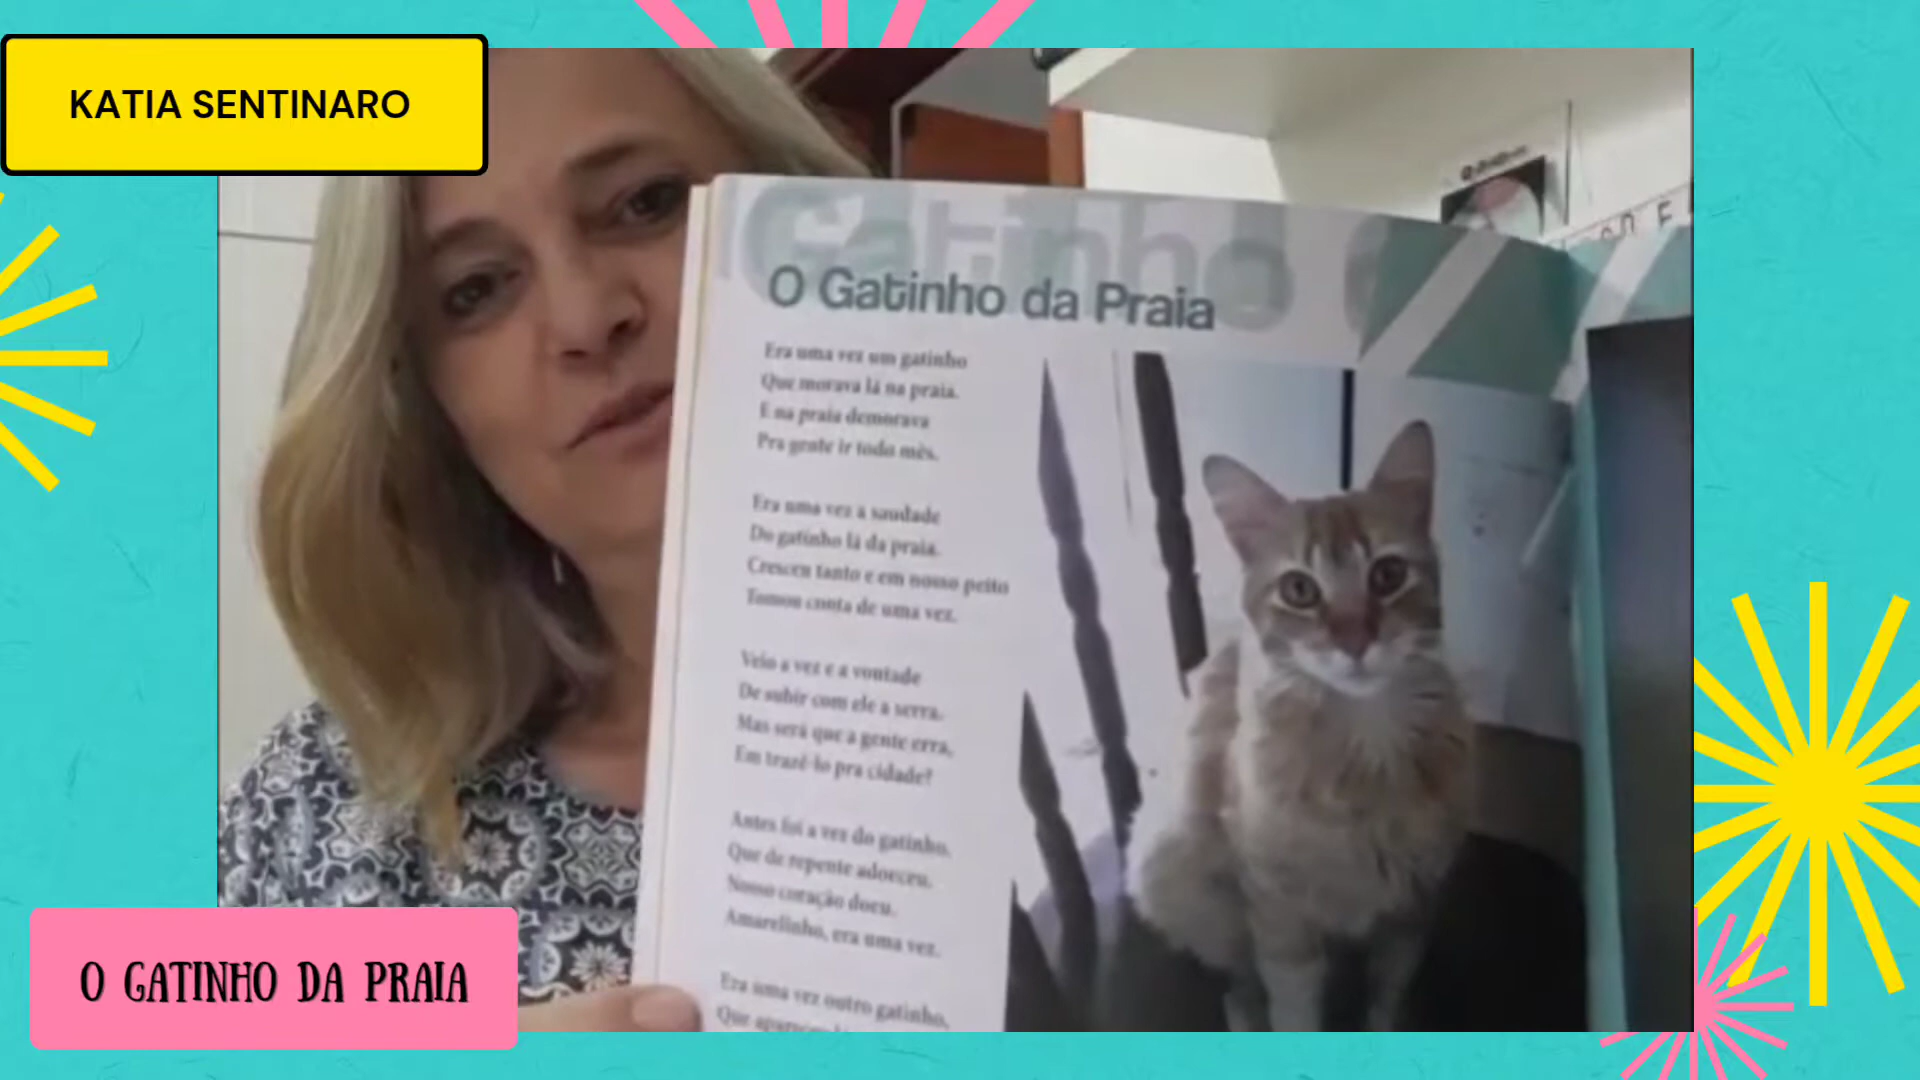 KATIA SENTINARO
Gatinho
O Gatinho da Praia
Era uma vez um gatinho
Que morava lá na praia.
E na praia demorava
Pra gente ir todo mês.
Era uma vez a saudade
Do gatinho lá da praia.
Cresceu tanto e em nosso peito
Tomou conta de uma vez.
Veio a vez e a vontade
De subir com ele a serra.
Mas será que a gente erra,
Em trazê-lo pra cidade?
Antes foi a vez do gatinho.
Que de repente adoeceu.
Nosso coração doeu.
Amarelinho, era uma vez.
Era uma vez outro gatinho,
Que
O GATINHO DA PRAIA